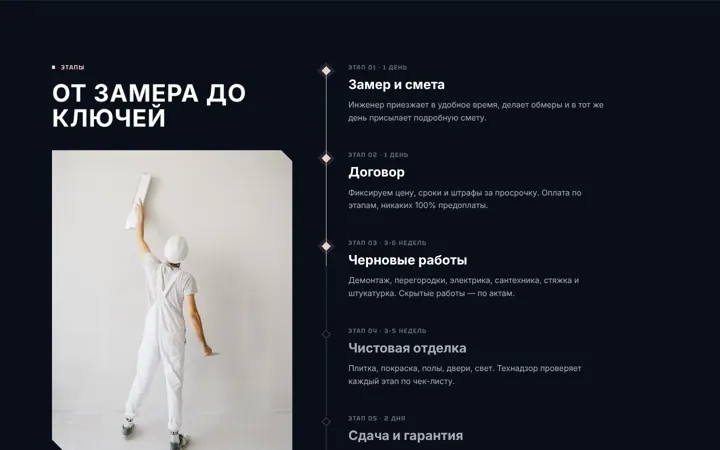 ЭТАПЫ
ОТ ЗАМЕРА ДО
КЛЮЧЕЙ
ЭТАП 01 · 1 ДЕНЬ
Замер и смета
Инженер приезжает в удобное время, делает обмеры и в тот же
день присылает подробную смету.
ЭТАП 02 · 1 ДЕНЬ
Договор
Фиксируем цену, сроки и штрафы за просрочку. Оплата по
этапам, никаких 100% предоплаты.
ЭТАП 03 · 3-6 НЕДЕЛЬ
Черновые работы
Демонтаж, перегородки, электрика, сантехника, стяжка и
штукатурка. Скрытые работы — по актам.
ЭТАП 04 · 3-5 НЕДЕЛЬ
Чистовая отделка
Плитка, покраска, полы, двери, свет. Технадзор проверяет
каждый этап по чек-листу.
ЭТАП 05 · 2 ДНЯ
Сдача и гарантия